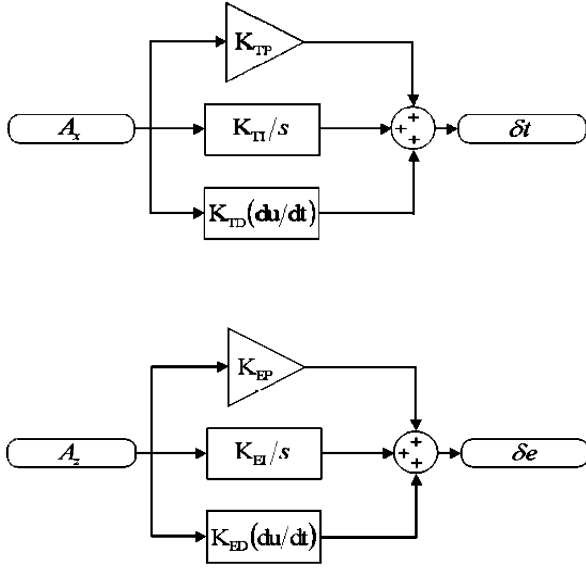 K_TP
A_x
K_TI/s
+
+
+
δt
K_TD(du/dt)
K_EP
A_z
K_EI/s
+
+
+
δe
K_ED(du/dt)